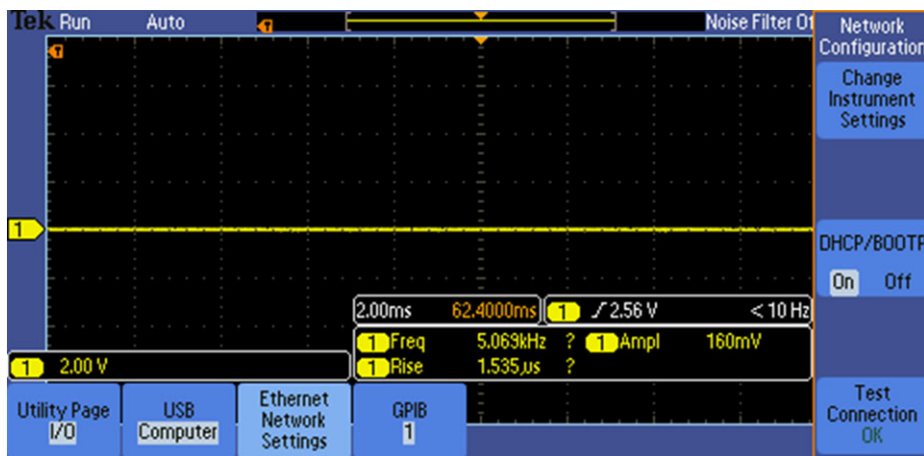 Tek Run Auto Noise Filter Of
Network
Configuration
Change
Instrument
Settings
DHCP/BOOTP
On Off
Test
Connection
OK
T
T
1
2.00ms 62.4000ms 1 2.56 V < 10 Hz
1 Freq 5.069kHz ? 1 Ampl 160mV
1 Rise 1.535µs ?
1 2.00 V
Utility Page
I/O
USB
Computer
Ethernet
Network
Settings
GPIB
1